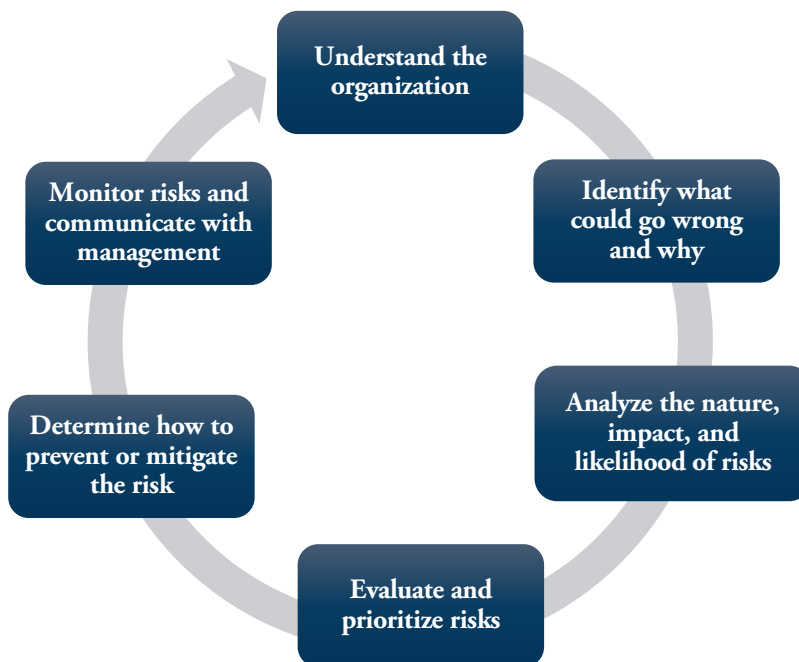 Understand the
organization
Identify what
could go wrong
and why
Analyze the nature,
impact, and
likelihood of risks
Evaluate and
prioritize risks
Determine how to
prevent or mitigate
the risk
Monitor risks and
communicate with
management